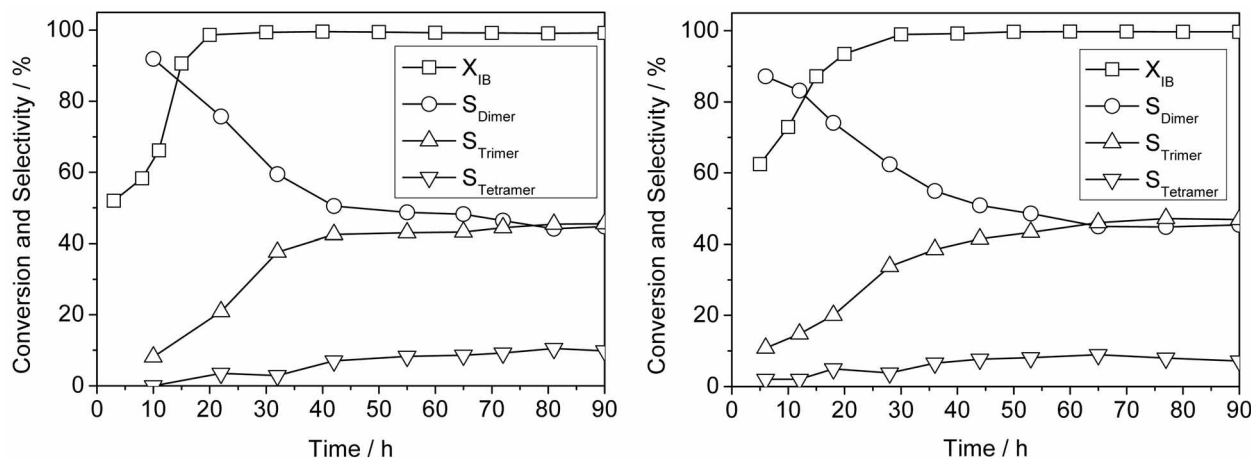 Conversion and Selectivity / %
100
80
60
40
20
0
X_IB
S_Dimer
S_Trimer
S_Tetramer
0 10 20 30 40 50 60 70 80 90
Time / h
Conversion and Selectivity / %
100
80
60
40
20
0
X_IB
S_Dimer
S_Trimer
S_Tetramer
0 10 20 30 40 50 60 70 80 90
Time / h